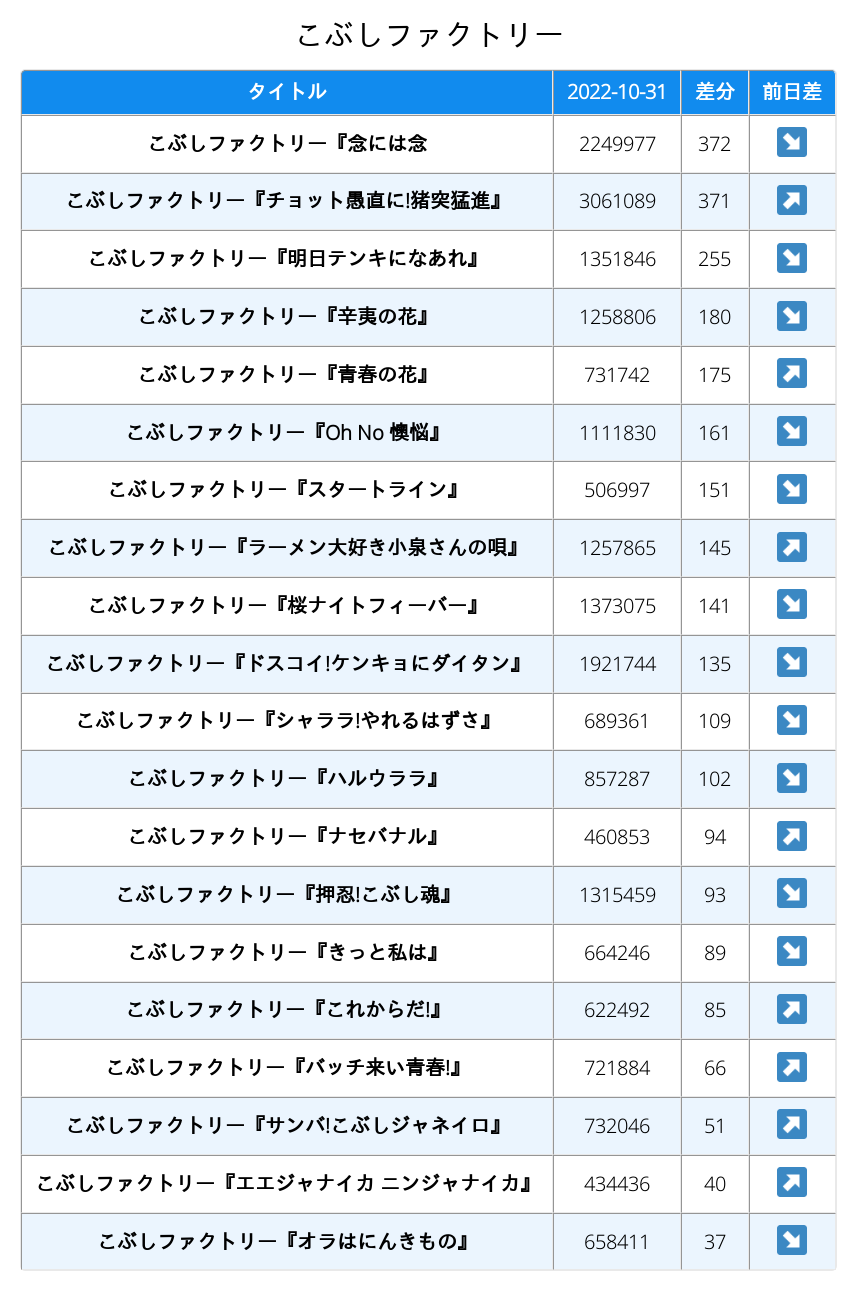 こぶしファクトリー
タイトル 2022-10-31 差分 前日差
こぶしファクトリー『念には念 2249977 372 ↘
こぶしファクトリー『チョット愚直に!猪突猛進』 3061089 371 ↗
こぶしファクトリー『明日テンキになあれ』 1351846 255 ↘
こぶしファクトリー『辛夷の花』 1258806 180 ↘
こぶしファクトリー『青春の花』 731742 175 ↗
こぶしファクトリー『Oh No 懊悩』 1111830 161 ↘
こぶしファクトリー『スタートライン』 506997 151 ↘
こぶしファクトリー『ラーメン大好き小泉さんの唄』 1257865 145 ↗
こぶしファクトリー『桜ナイトフィーバー』 1373075 141 ↘
こぶしファクトリー『ドスコイ!ケンキョにダイタン』 1921744 135 ↘
こぶしファクトリー『シャララ!やれるはずさ』 689361 109 ↘
こぶしファクトリー『ハルウララ』 857287 102 ↘
こぶしファクトリー『ナセバナル』 460853 94 ↗
こぶしファクトリー『押忍!こぶし魂』 1315459 93 ↘
こぶしファクトリー『きっと私は』 664246 89 ↘
こぶしファクトリー『これからだ!』 622492 85 ↗
こぶしファクトリー『バッチ来い青春!』 721884 66 ↗
こぶしファクトリー『サンバ!こぶしジャネイロ』 732046 51 ↗
こぶしファクトリー『エエジャナイカ ニンジャナイカ』 434436 40 ↗
こぶしファクトリー『オラはにんきもの』 658411 37 ↘